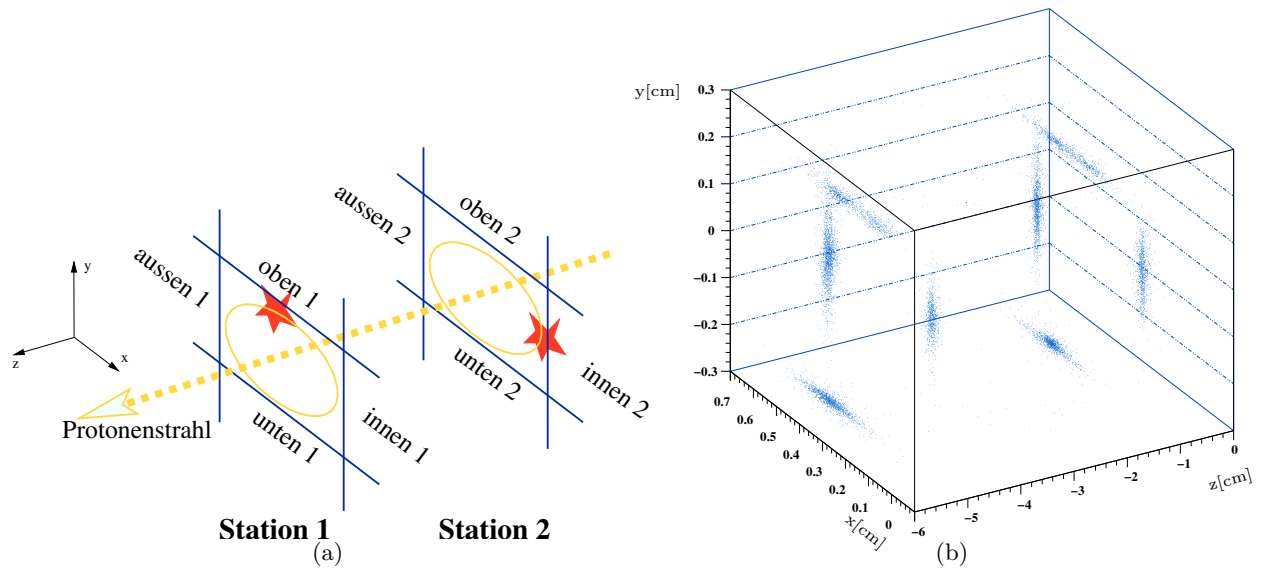 y
z
x
aussen 1
oben 1
aussen 2
oben 2
unten 1
innen 1
unten 2
innen 2
Protonenstrahl
Station 1
Station 2
(a)
y[cm]
0.3
0.2
0.1
0
−0.1
−0.2
−0.3
0.7
0.6
0.5
0.4
0.3
0.2
0.1
0
x[cm]
−6
−5
−4
−3
−2
−1
0
z[cm]
(b)